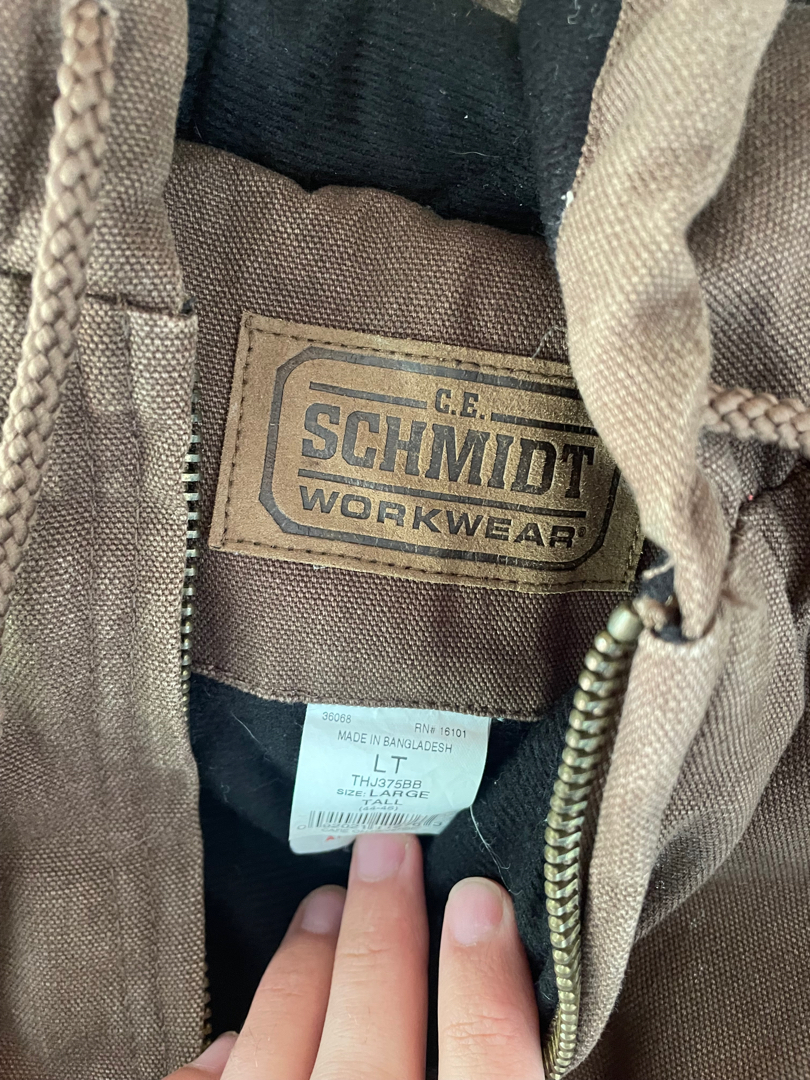 C.E.
SCHMIDT
WORKWEAR®
36068
RN# 16101
MADE IN BANGLADESH
LT
THJ375BB
SIZE: LARGE
TALL
(44-46)